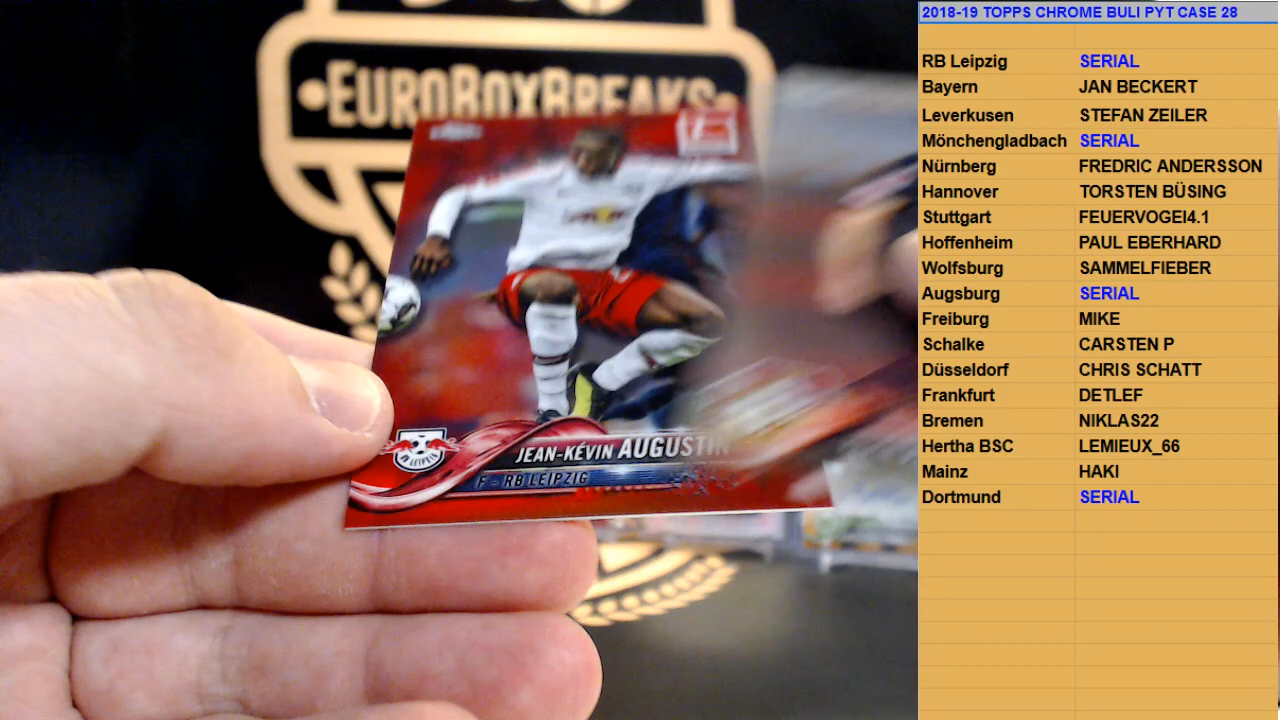 EUROBOXBREAKS
JEAN-KÉVIN AUGUSTIN
F - RB LEIPZIG
RB LEIPZIG
2018-19 TOPPS CHROME BULI PYT CASE 28
RB Leipzig SERIAL
Bayern JAN BECKERT
Leverkusen STEFAN ZEILER
Mönchengladbach SERIAL
Nürnberg FREDRIC ANDERSSON
Hannover TORSTEN BÜSING
Stuttgart FEUERVOGEl4.1
Hoffenheim PAUL EBERHARD
Wolfsburg SAMMELFIEBER
Augsburg SERIAL
Freiburg MIKE
Schalke CARSTEN P
Düsseldorf CHRIS SCHATT
Frankfurt DETLEF
Bremen NIKLAS22
Hertha BSC LEMIEUX_66
Mainz HAKI
Dortmund SERIAL